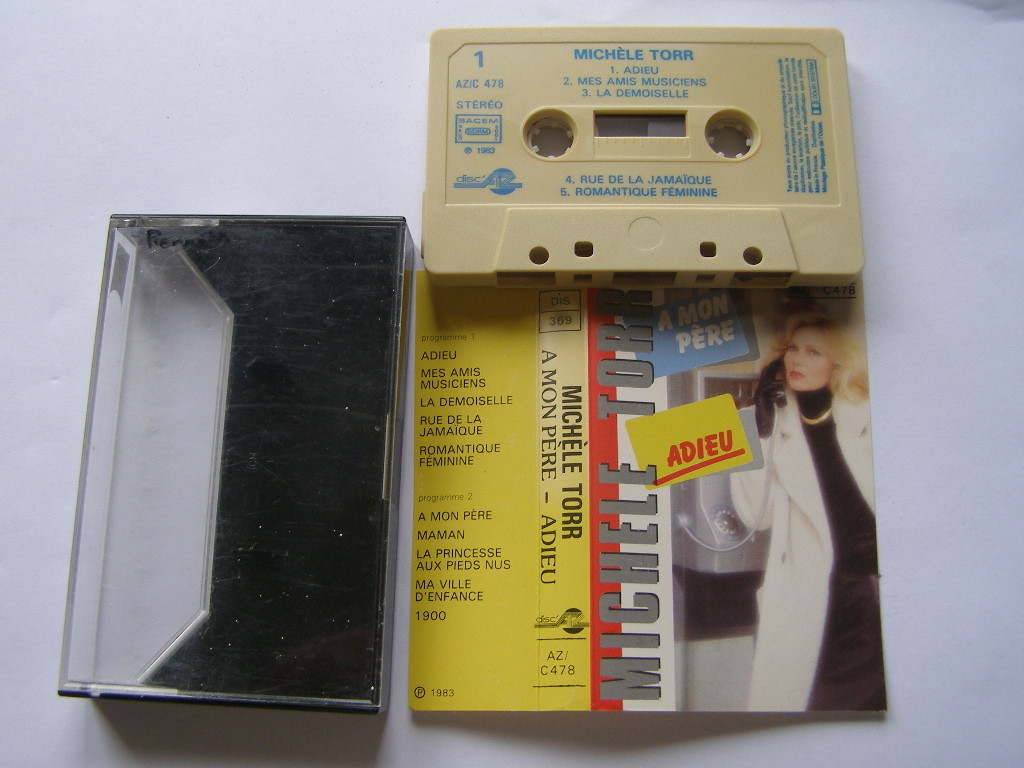 1
AZ/C 478
STÉRÉO
SACEM
SDRM
℗ 1983
disc'AZ
MICHÈLE TORR
1. ADIEU
2. MES AMIS MUSICIENS
3. LA DEMOISELLE
4. RUE DE LA JAMAÏQUE
5. ROMANTIQUE FÉMININE
programme 1
ADIEU
MES AMIS
MUSICIENS
LA DEMOISELLE
RUE DE LA
JAMAÏQUE
ROMANTIQUE
FÉMININE
programme 2
A MON PÈRE
MAMAN
LA PRINCESSE
AUX PIEDS NUS
MA VILLE
D'ENFANCE
1900
℗ 1983
DIS
369
MICHÈLE TORR
A MON PÈRE – ADIEU
disc'AZ
AZ/
C478
MICHELE TORR
A MON
PÈRE
ADIEU
C478